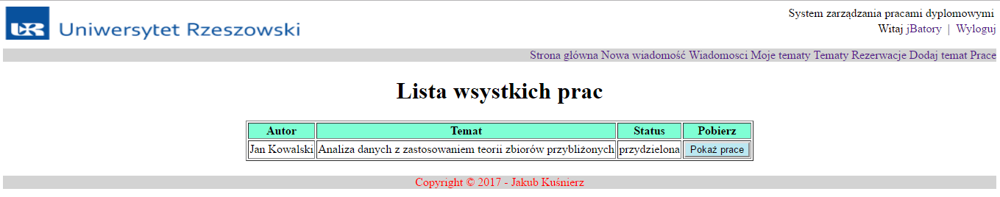 System zarządzania pracami dyplomowymi
UR Uniwersytet Rzeszowski
Witaj jBatory | Wyloguj
Strona główna Nowa wiadomość Wiadomosci Moje tematy Tematy Rezerwacje Dodaj temat Prace
Lista wsystkich prac
Autor Temat Status Pobierz
Jan Kowalski Analiza danych z zastosowaniem teorii zbiorów przybliżonych przydzielona Pokaż prace
Copyright © 2017 - Jakub Kuśnierz